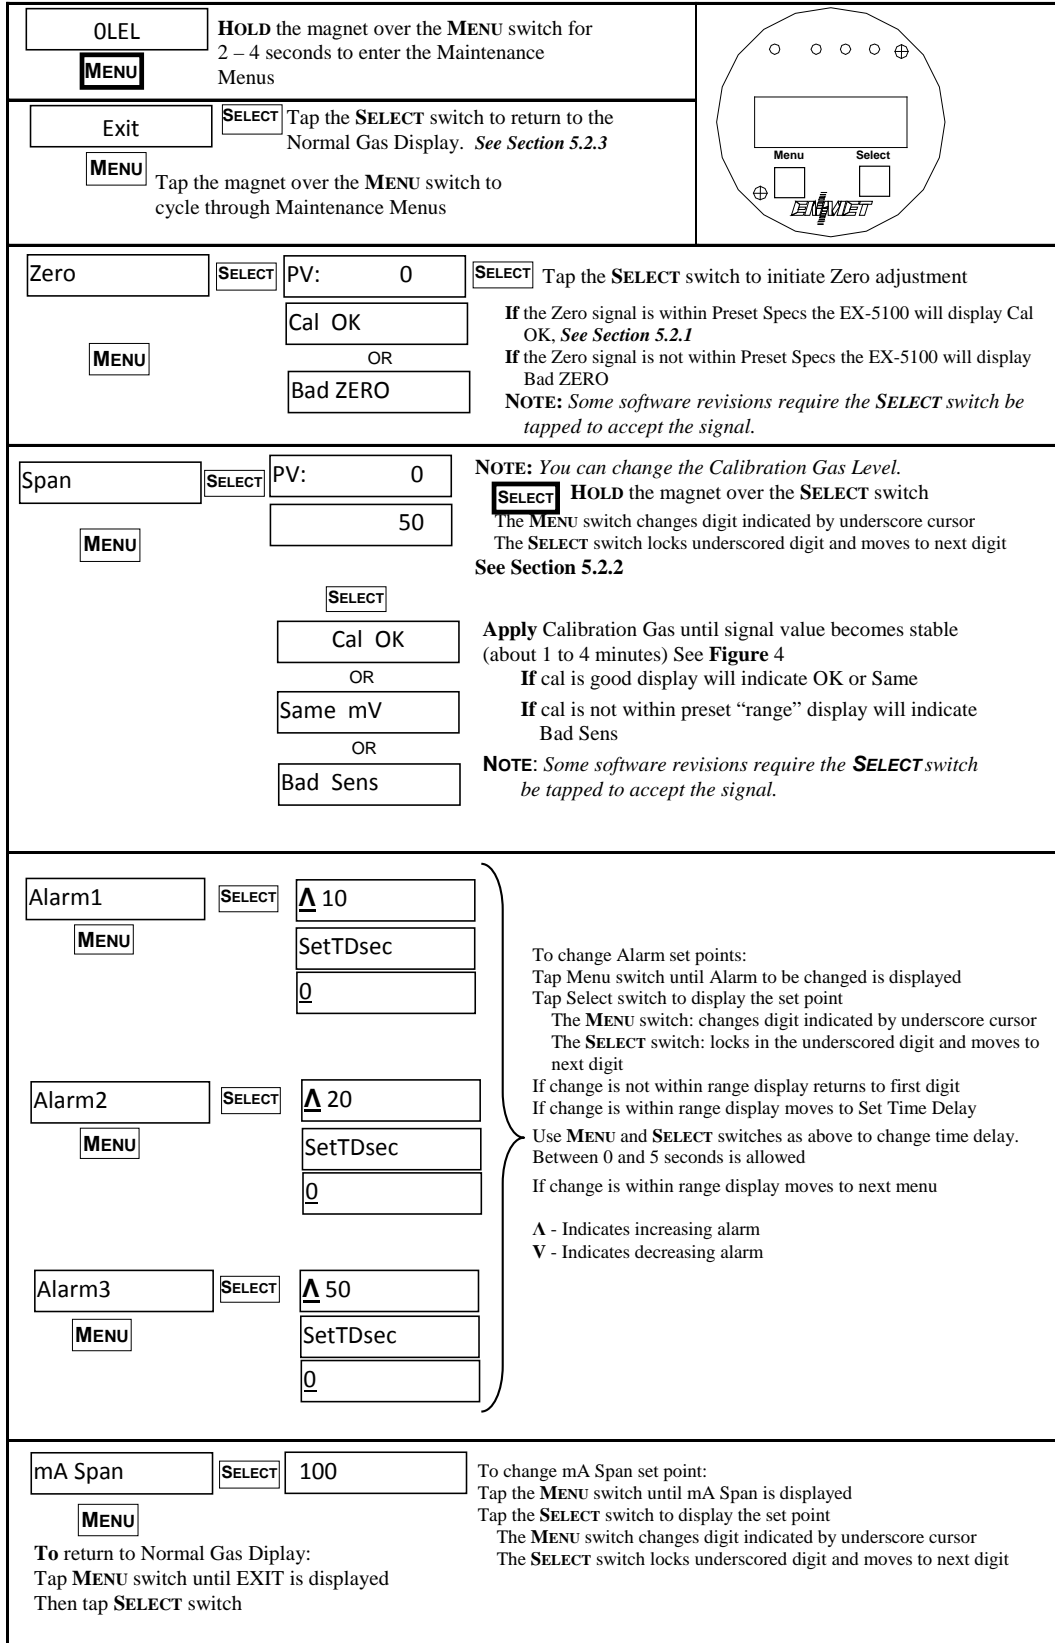 0LEL
MENU
HOLD the magnet over the MENU switch for
2 – 4 seconds to enter the Maintenance
Menus
Exit
SELECT
Tap the SELECT switch to return to the
Normal Gas Display. See Section 5.2.3
MENU
Tap the magnet over the MENU switch to
cycle through Maintenance Menus
Menu Select
ENMET
Zero
SELECT
PV: 0
SELECT
Tap the SELECT switch to initiate Zero adjustment
Cal OK
OR
Bad ZERO
MENU
If the Zero signal is within Preset Specs the EX-5100 will display Cal
OK, See Section 5.2.1
If the Zero signal is not within Preset Specs the EX-5100 will display
Bad ZERO
NOTE: Some software revisions require the SELECT switch be
tapped to accept the signal.
Span
SELECT
PV: 0
50
MENU
NOTE: You can change the Calibration Gas Level.
SELECT HOLD the magnet over the SELECT switch
The MENU switch changes digit indicated by underscore cursor
The SELECT switch locks underscored digit and moves to next digit
See Section 5.2.2
SELECT
Cal OK
OR
Same mV
OR
Bad Sens
Apply Calibration Gas until signal value becomes stable
(about 1 to 4 minutes) See Figure 4
If cal is good display will indicate OK or Same
If cal is not within preset “range” display will indicate
Bad Sens
NOTE: Some software revisions require the SELECT switch
be tapped to accept the signal.
Alarm1
SELECT
Λ 10
MENU
SetTDsec
0
Alarm2
SELECT
Λ 20
MENU
SetTDsec
0
Alarm3
SELECT
Λ 50
MENU
SetTDsec
0
To change Alarm set points:
Tap Menu switch until Alarm to be changed is displayed
Tap Select switch to display the set point
The MENU switch: changes digit indicated by underscore cursor
The SELECT switch: locks in the underscored digit and moves to
next digit
If change is not within range display returns to first digit
If change is within range display moves to Set Time Delay
Use MENU and SELECT switches as above to change time delay.
Between 0 and 5 seconds is allowed
If change is within range display moves to next menu
Λ - Indicates increasing alarm
V - Indicates decreasing alarm
mA Span
SELECT
100
MENU
To return to Normal Gas Diplay:
Tap MENU switch until EXIT is displayed
Then tap SELECT switch
To change mA Span set point:
Tap the MENU switch until mA Span is displayed
Tap the SELECT switch to display the set point
The MENU switch changes digit indicated by underscore cursor
The SELECT switch locks underscored digit and moves to next digit